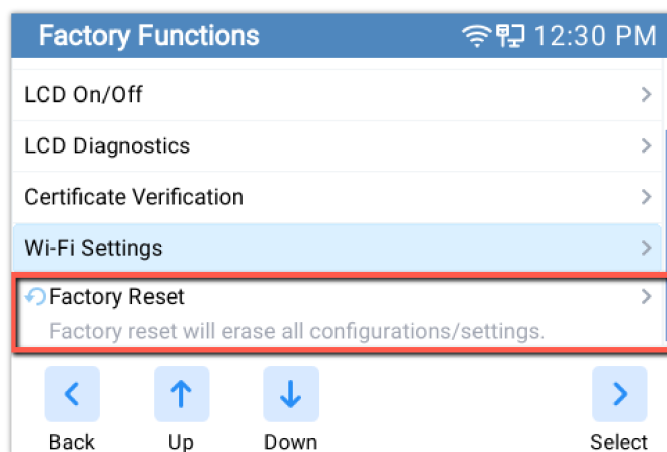 Factory Functions 12:30 PM
LCD On/Off
LCD Diagnostics
Certificate Verification
Wi-Fi Settings
Factory Reset
Factory reset will erase all configurations/settings.
Back Up Down Select